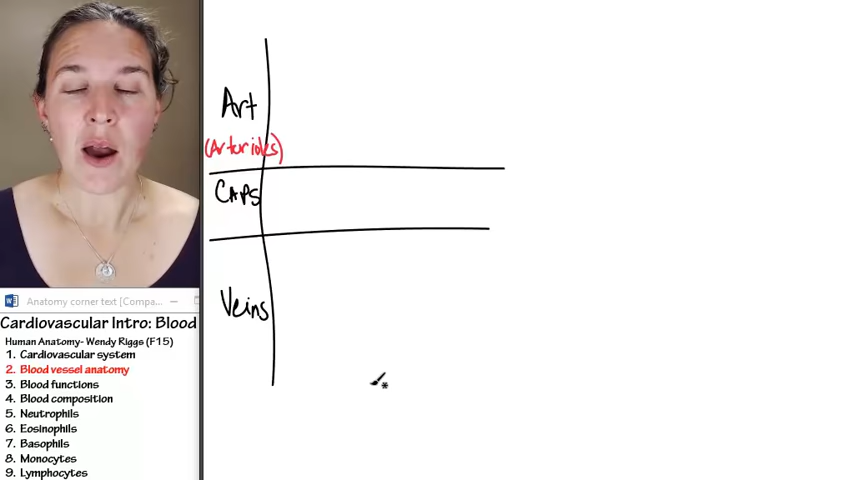 Art
(Arterioles)
CAPS
Veins
Anatomy corner text [Compa...
Cardiovascular Intro: Blood
Human Anatomy- Wendy Riggs (F15)
1. Cardiovascular system
2. Blood vessel anatomy
3. Blood functions
4. Blood composition
5. Neutrophils
6. Eosinophils
7. Basophils
8. Monocytes
9. Lymphocytes